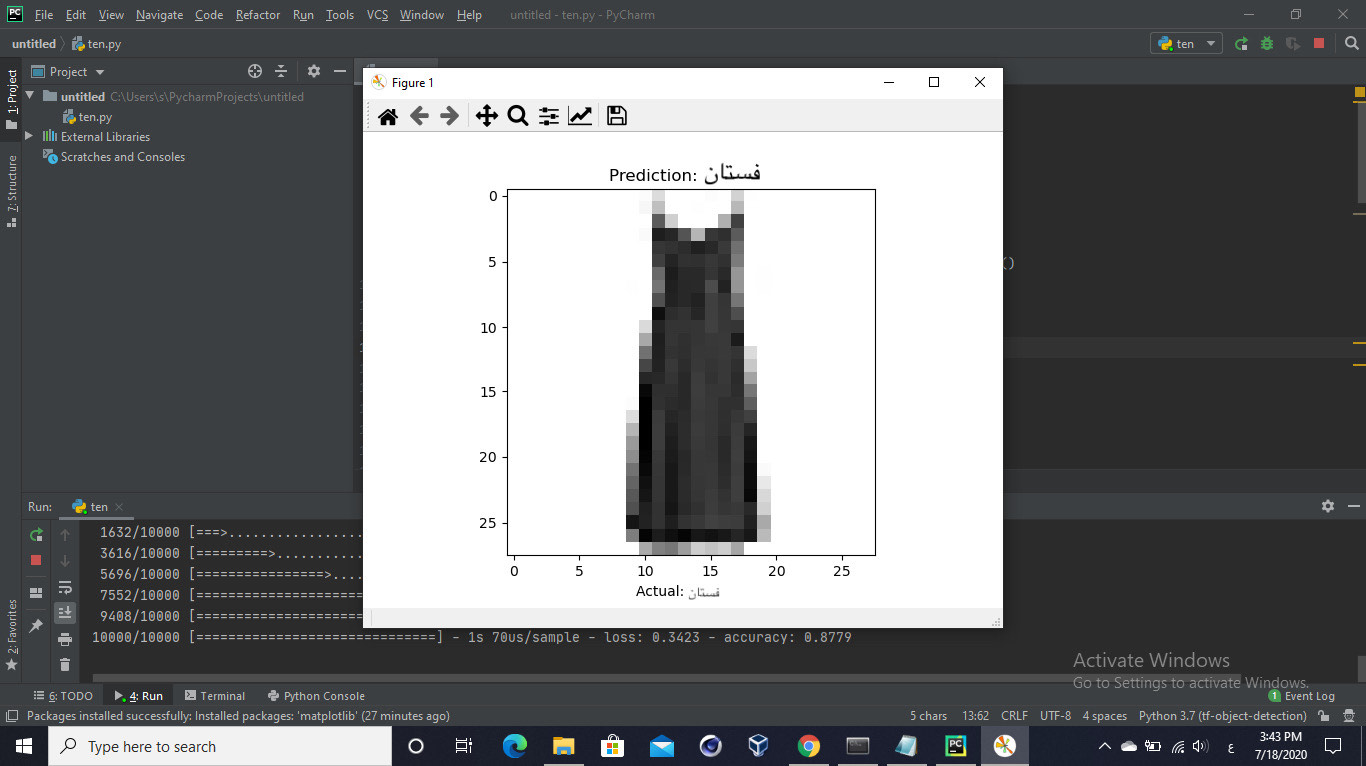 File Edit View Navigate Code Refactor Run Tools VCS Window Help untitled - ten.py - PyCharm
untitled ten.py
ten
Project
untitled C:\Users\s\PycharmProjects\untitled
ten.py
External Libraries
Scratches and Consoles
1: Project
7: Structure
2: Favorites
Figure 1
Prediction: فستان
0
5
10
15
20
25
0 5 10 15 20 25
Actual: فستان
()
Run: ten
1632/10000 [===>..................
3616/10000 [=========>............
5696/10000 [================>....
7552/10000 [======================
9408/10000 [======================
10000/10000 [==============================] - 1s 70us/sample - loss: 0.3423 - accuracy: 0.8779
Activate Windows
Go to Settings to activate Windows.
6: TODO 4: Run Terminal Python Console 1 Event Log
Packages installed successfully: Installed packages: 'matplotlib' (27 minutes ago) 5 chars 13:62 CRLF UTF-8 4 spaces Python 3.7 (tf-object-detection)
Type here to search
ع
3:43 PM
7/18/2020